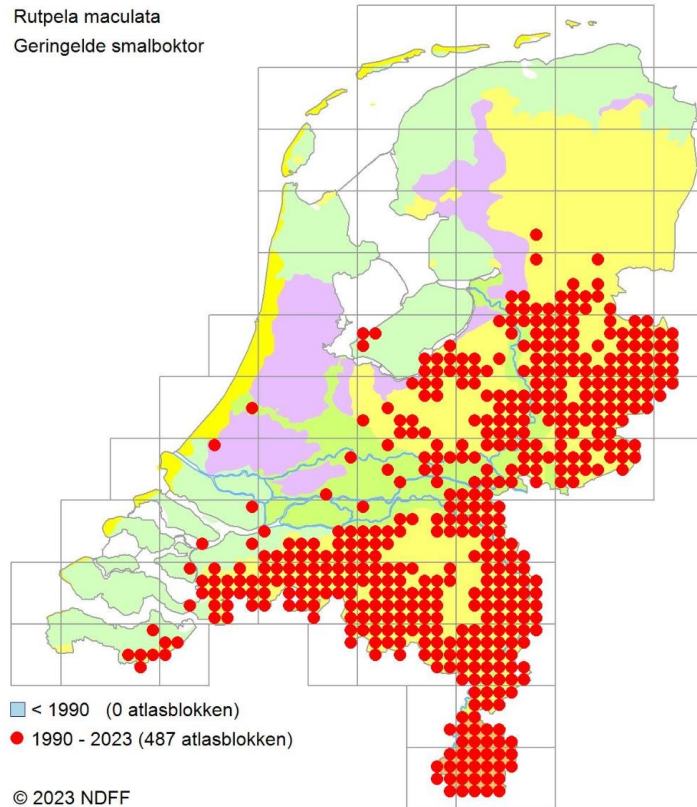 Rutpela maculata
Geringelde smalboktor
< 1990 (0 atlasblokken)
1990 - 2023 (487 atlasblokken)
© 2023 NDFF